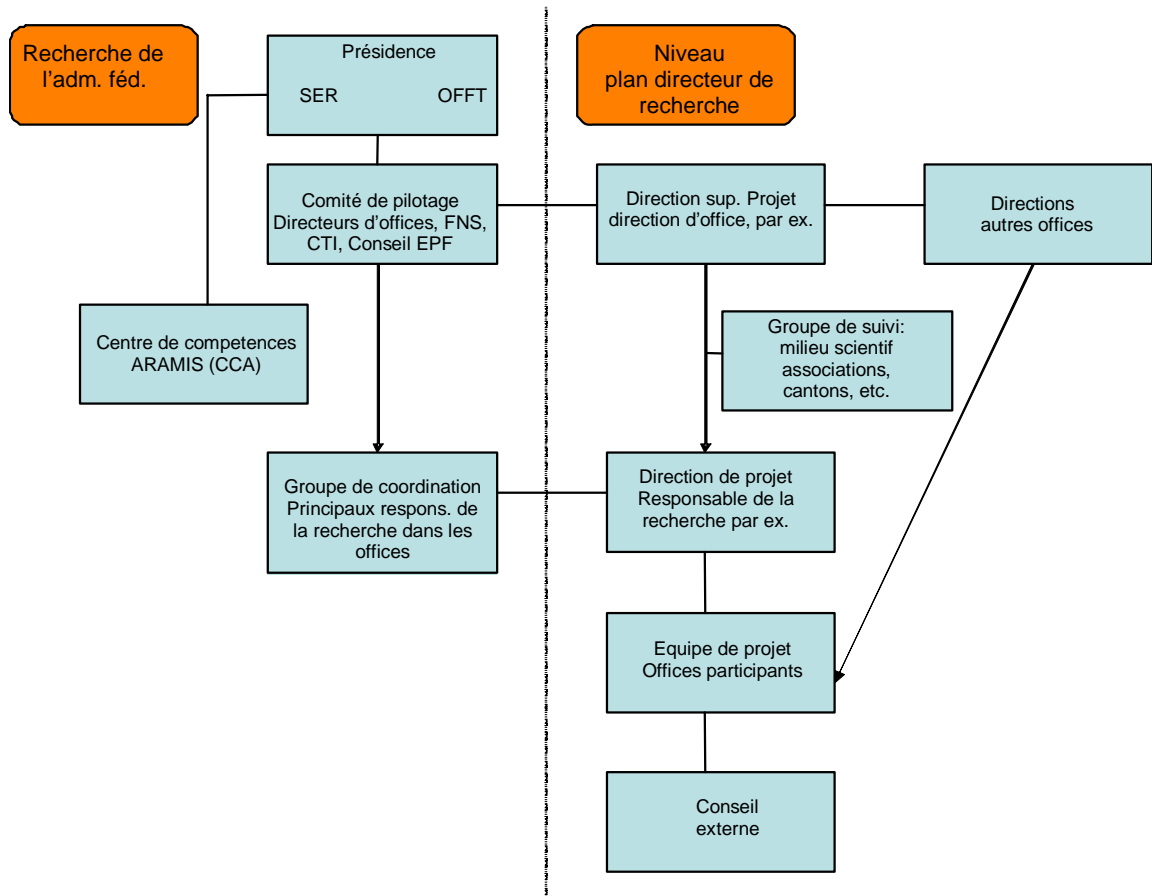 Recherche de
l'adm. féd.
Présidence
SER OFFT
Comité de pilotage
Directeurs d'offices, FNS,
CTI, Conseil EPF
Centre de competences
ARAMIS (CCA)
Groupe de coordination
Principaux respons. de
la recherche dans les
offices
Niveau
plan directeur de
recherche
Direction sup. Projet
direction d'office, par ex.
Directions
autres offices
Groupe de suivi:
milieu scientif
associations,
cantons, etc.
Direction de projet
Responsable de la
recherche par ex.
Equipe de projet
Offices participants
Conseil
externe